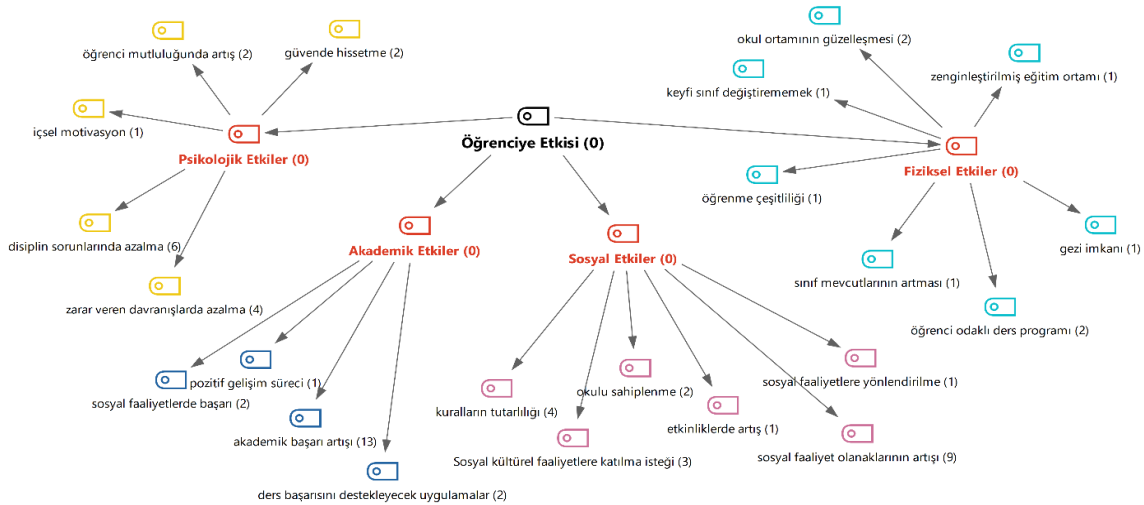 okul ortamının güzelleşmesi (2)
öğrenci mutluluğunda artış (2)
güvende hissetme (2)
zenginleştirilmiş eğitim ortamı (1)
keyfi sınıf değiştirememek (1)
içsel motivasyon (1)
Öğrenciye Etkisi (0)
Psikolojik Etkiler (0)
Fiziksel Etkiler (0)
öğrenme çeşitliliği (1)
disiplin sorunlarında azalma (6)
Akademik Etkiler (0)
Sosyal Etkiler (0)
gezi imkanı (1)
sınıf mevcutlarının artması (1)
zarar veren davranışlarda azalma (4)
öğrenci odaklı ders programı (2)
pozitif gelişim süreci (1)
sosyal faaliyetlere yönlendirilme (1)
okulu sahiplenme (2)
sosyal faaliyetlerde başarı (2)
kuralların tutarlılığı (4)
etkinliklerde artış (1)
akademik başarı artışı (13)
Sosyal kültürel faaliyetlere katılma isteği (3)
sosyal faaliyet olanaklarının artışı (9)
ders başarısını destekleyecek uygulamalar (2)